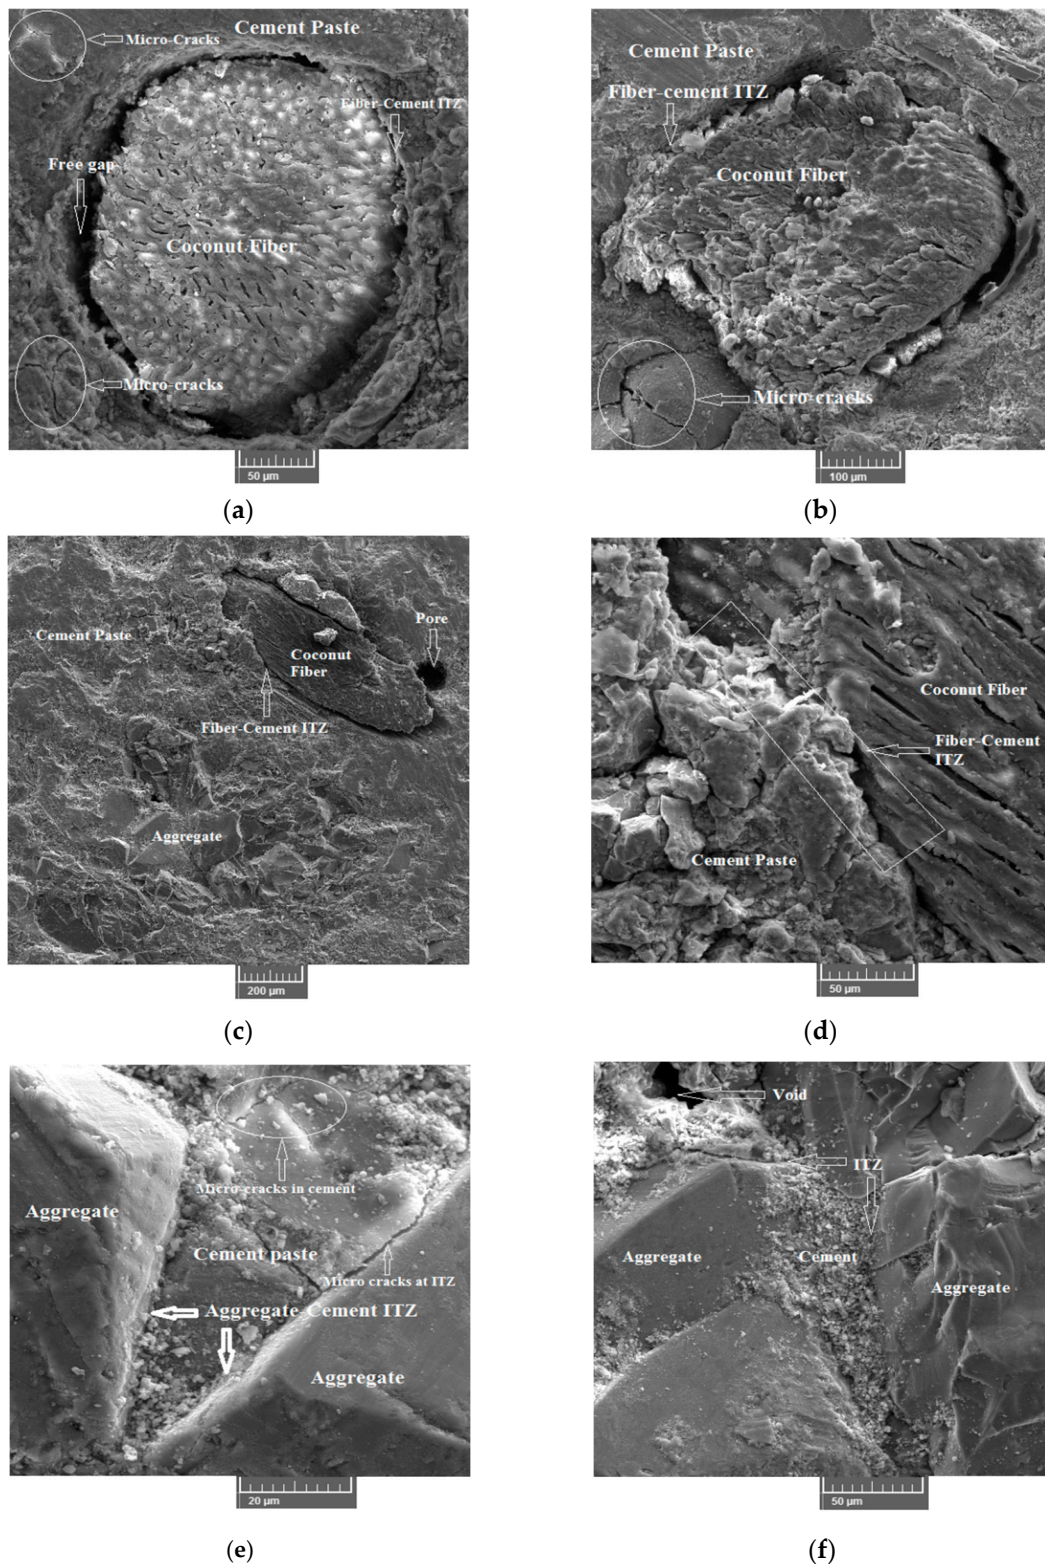 Cement Paste
Micro-Cracks
Fiber-Cement ITZ
Free gap
Coconut Fiber
Micro-cracks
50 µm
(a)
Cement Paste
Fiber-cement ITZ
Coconut Fiber
Micro-cracks
100 µm
(b)
Pore
Cement Paste
Coconut
Fiber
Fiber-Cement ITZ
Aggregate
200 µm
(c)
Coconut Fiber
Fiber-Cement
ITZ
Cement Paste
50 µm
(d)
Micro-cracks in cement
Aggregate
Cement paste
Micro cracks at ITZ
Aggregate-Cement ITZ
Aggregate
20 µm
(e)
Void
ITZ
Aggregate
Cement
Aggregate
50 µm
(f)